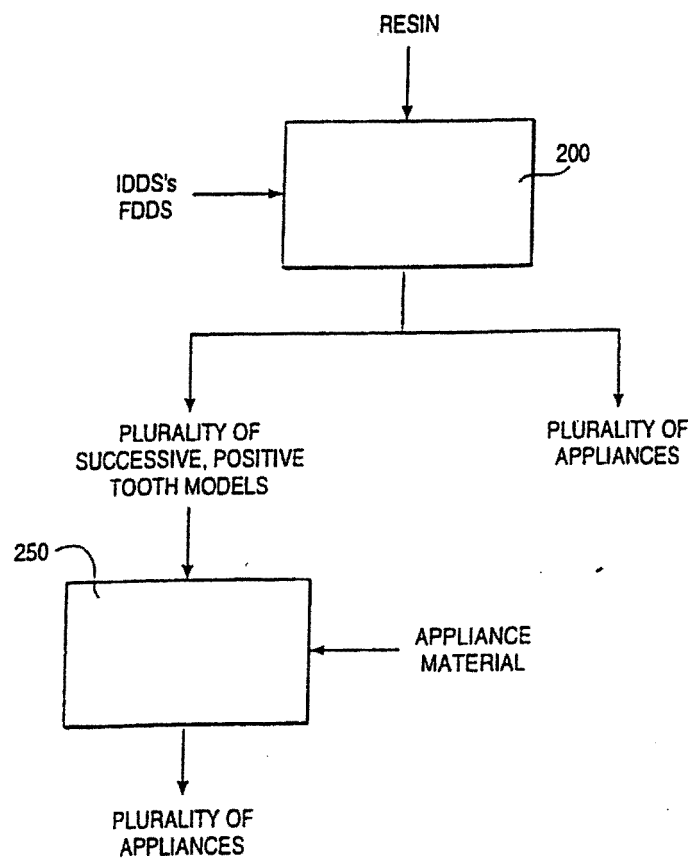 RESIN
200
IDDS's
FDDS
PLURALITY OF
SUCCESSIVE, POSITIVE
TOOTH MODELS
PLURALITY OF
APPLIANCES
250
APPLIANCE
MATERIAL
PLURALITY OF
APPLIANCES